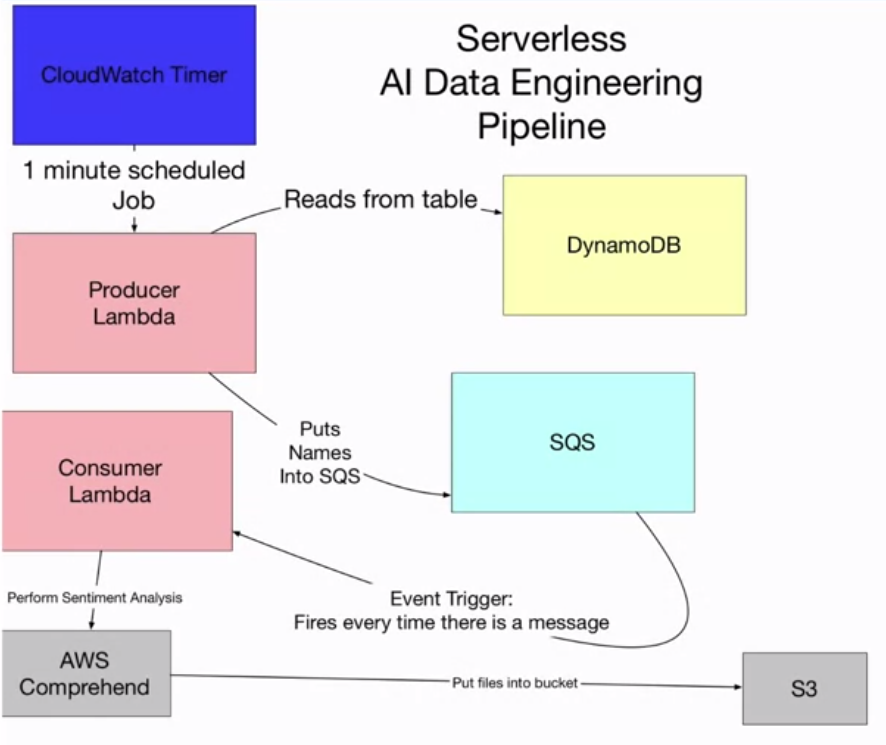 Serverless
AI Data Engineering
Pipeline
CloudWatch Timer
1 minute scheduled
Job
Reads from table
DynamoDB
Producer
Lambda
Puts
Names
Into SQS
SQS
Consumer
Lambda
Event Trigger:
Fires every time there is a message
Perform Sentiment Analysis
AWS
Comprehend
Put files into bucket
S3